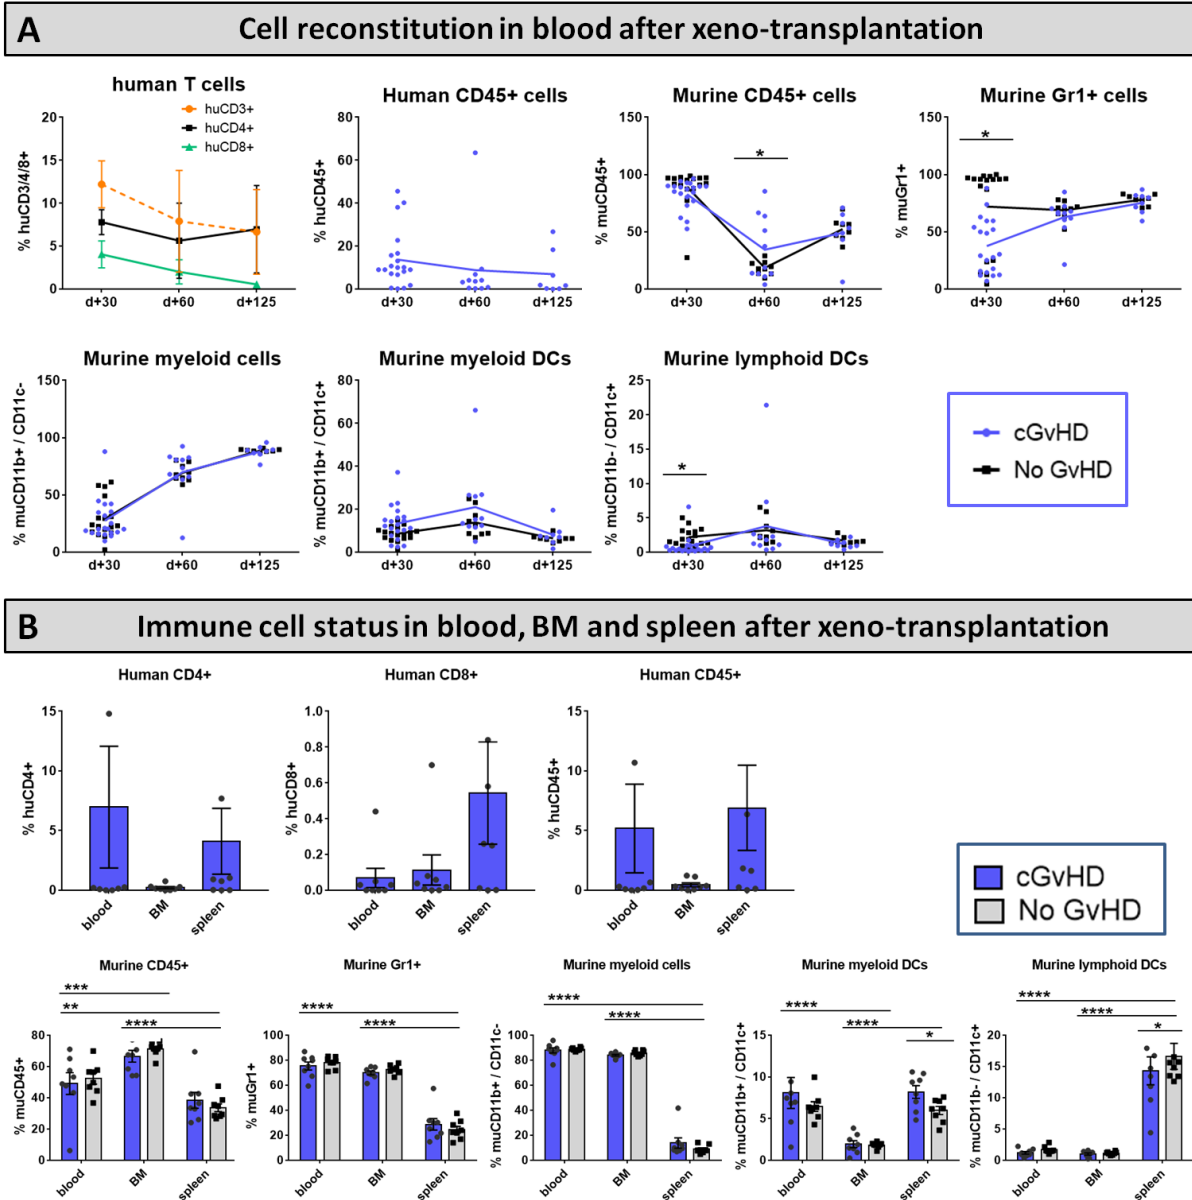 A Cell reconstitution in blood after xeno-transplantation
human T cells
huCD3+
huCD4+
huCD8+
% huCD3/4/8+
20
15
10
5
0
d+30 d+60 d+125
Human CD45+ cells
% huCD45+
80
60
40
20
0
d+30 d+60 d+125
Murine CD45+ cells
% muCD45+
150
100
50
0
*
d+30 d+60 d+125
Murine Gr1+ cells
% muGr1+
150
100
50
0
*
d+30 d+60 d+125
Murine myeloid cells
% muCD11b+ / CD11c-
150
100
50
0
d+30 d+60 d+125
Murine myeloid DCs
% muCD11b+ / CD11c+
80
60
40
20
0
d+30 d+60 d+125
Murine lymphoid DCs
% muCD11b- / CD11c+
25
20
15
10
5
0
*
d+30 d+60 d+125
cGvHD
No GvHD
B Immune cell status in blood, BM and spleen after xeno-transplantation
Human CD4+
% huCD4+
15
10
5
0
blood BM spleen
Human CD8+
% huCD8+
1.0
0.8
0.6
0.4
0.2
0.0
blood BM spleen
Human CD45+
% huCD45+
15
10
5
0
blood BM spleen
cGvHD
No GvHD
Murine CD45+
***
**
****
% muCD45+
80
60
40
20
0
blood BM spleen
Murine Gr1+
****
****
% muGr1+
100
80
60
40
20
0
blood BM spleen
Murine myeloid cells
****
****
% muCD11b+ / CD11c-
100
80
60
40
20
0
blood BM spleen
Murine myeloid DCs
****
****
*
% muCD11b+ / CD11c+
15
10
5
0
blood BM spleen
Murine lymphoid DCs
****
****
*
% muCD11b- / CD11c+
20
15
10
5
0
blood BM spleen